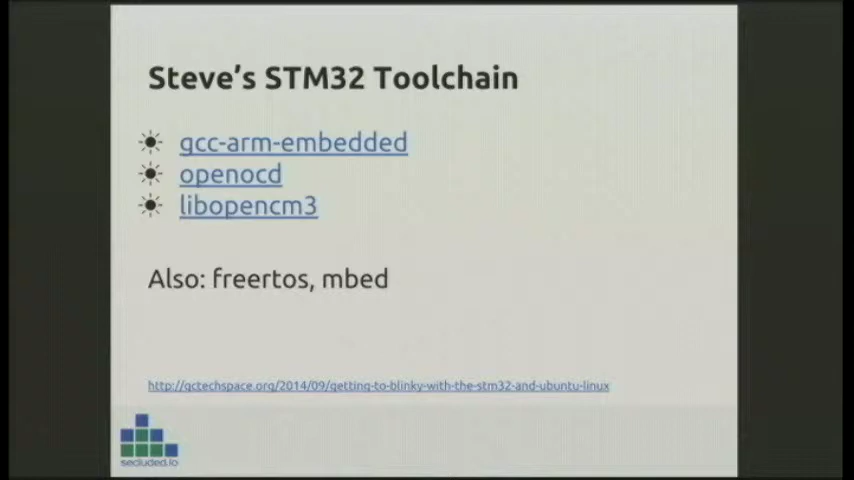 Steve's STM32 Toolchain
gcc-arm-embedded
openocd
libopencm3
Also: freertos, mbed
http://qctechspace.org/2014/09/getting-to-blinky-with-the-stm32-and-ubuntu-linux
secluded.io